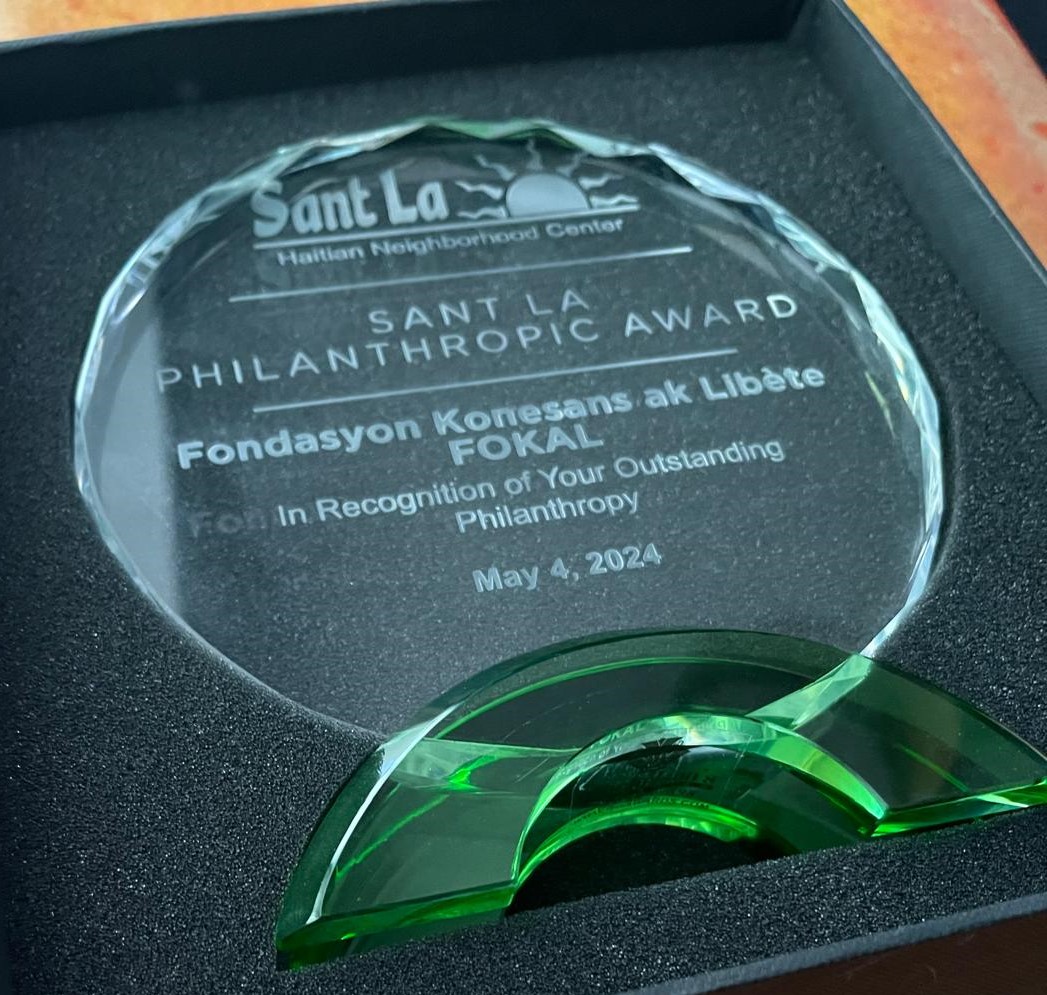 Sant La
Haitian Neighborhood Center
SANT LA
PHILANTHROPIC AWARD
Fondasyon Konesans ak Libète
FOKAL
In Recognition of Your Outstanding
Philanthropy
May 4, 2024